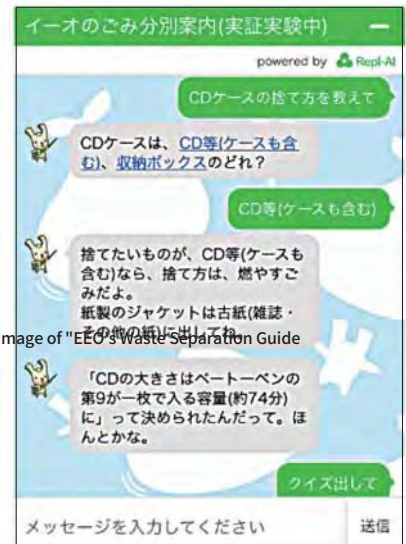 イーオのごみ分別案内(実証実験中)
powered by Repl-AI
CDケースの捨て方を教えて
CDケースは、CD等(ケースも含
む)、収納ボックスのどれ？
CD等(ケースも含む)
捨てたいものが、CD等(ケースも
含む)なら、捨て方は、燃やすご
みだよ。
紙製のジャケットは古紙(雑誌・
その他の紙)に出してね。
mage of "EEO's Waste Separation Guide
「CDの大きさはベートーベンの
第9が一枚で入る容量(約74分)
に」って決められたんだって。ほ
んとかな。
クイズ出して
メッセージを入力してください 送信